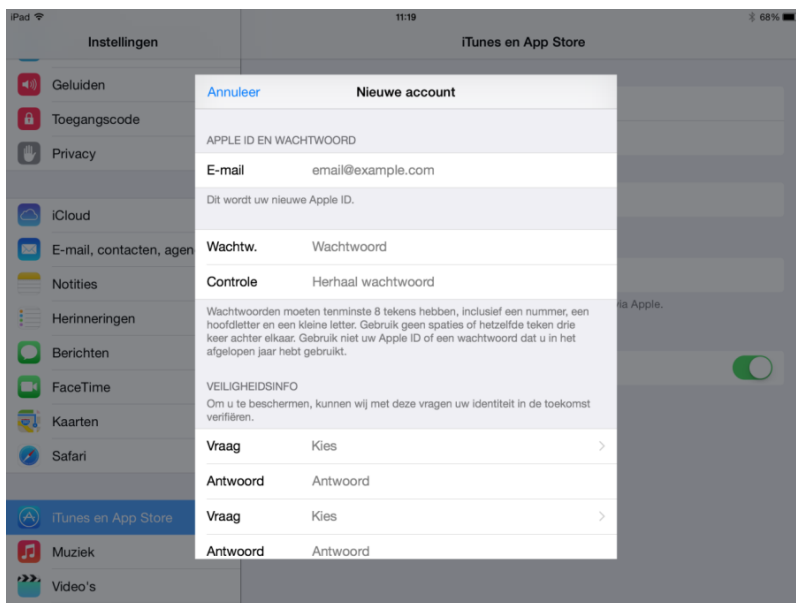 iPad
11:19
68%
Instellingen
iTunes en App Store
Geluiden
Toegangscode
Privacy
iCloud
E-mail, contacten, agen
Notities
Herinneringen
Berichten
FaceTime
Kaarten
Safari
iTunes en App Store
Muziek
Video's
Annuleer
Nieuwe account
APPLE ID EN WACHTWOORD
E-mail email@example.com
Dit wordt uw nieuwe Apple ID.
Wachtw. Wachtwoord
Controle Herhaal wachtwoord
Wachtwoorden moeten tenminste 8 tekens hebben, inclusief een nummer, een
hoofdletter en een kleine letter. Gebruik geen spaties of hetzelfde teken drie
keer achter elkaar. Gebruik niet uw Apple ID of een wachtwoord dat u in het
afgelopen jaar hebt gebruikt.
VEILIGHEIDSINFO
Om u te beschermen, kunnen wij met deze vragen uw identiteit in de toekomst
verifiëren.
Vraag Kies
Antwoord Antwoord
Vraag Kies
Antwoord Antwoord
via Apple.